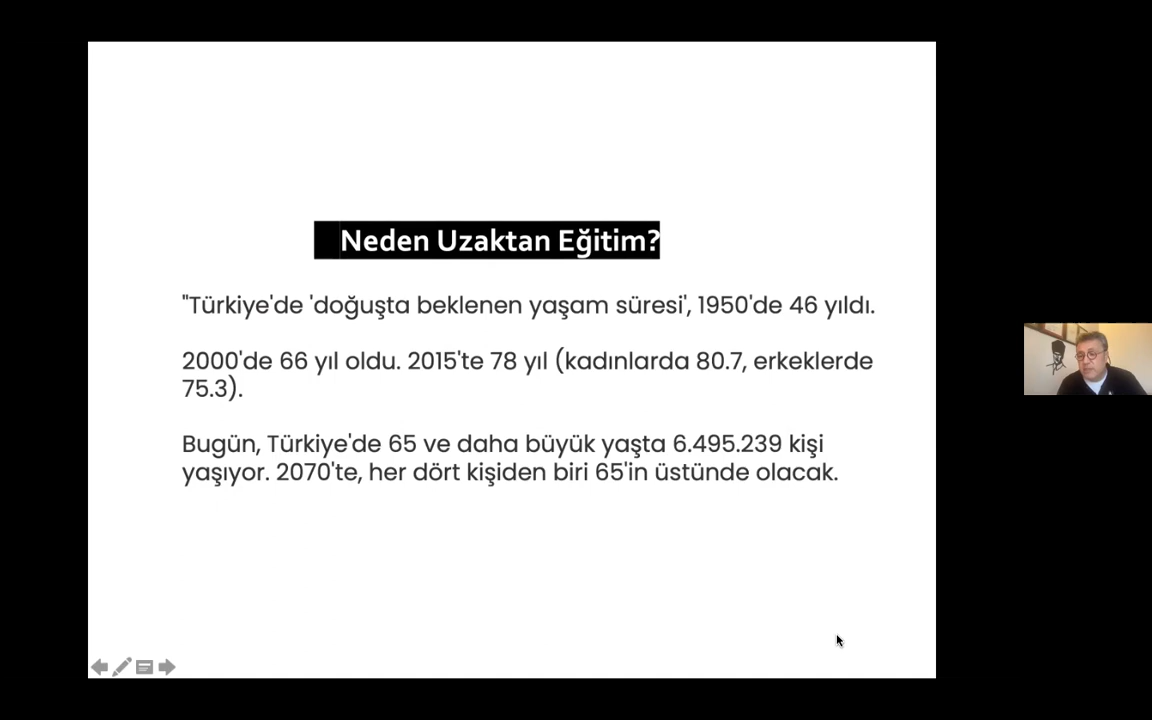 Neden Uzaktan Eğitim?
"Türkiye'de 'doğuşta beklenen yaşam süresi', 1950'de 46 yıldı.
2000'de 66 yıl oldu. 2015'te 78 yıl (kadınlarda 80.7, erkeklerde
75.3).
Bugün, Türkiye'de 65 ve daha büyük yaşta 6.495.239 kişi
yaşıyor. 2070'te, her dört kişiden biri 65'in üstünde olacak.